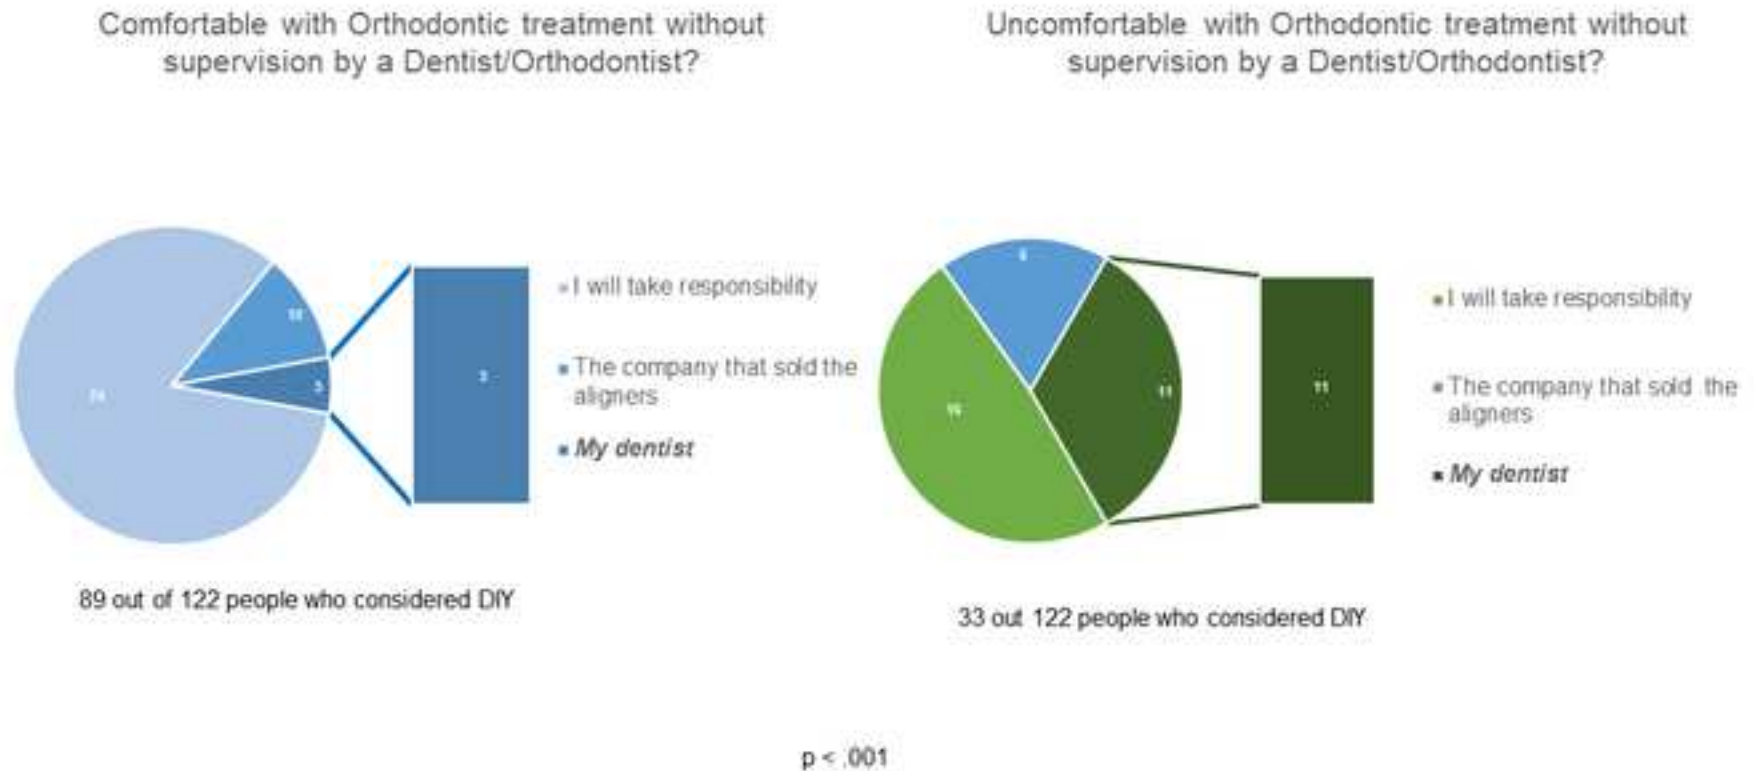 Comfortable with Orthodontic treatment without
supervision by a Dentist/Orthodontist?
I will take responsibility
The company that sold the
aligners
My dentist
89 out of 122 people who considered DIY
Uncomfortable with Orthodontic treatment without
supervision by a Dentist/Orthodontist?
11
11
I will take responsibility
The company that sold the
aligners
My dentist
33 out 122 people who considered DIY
p < .001